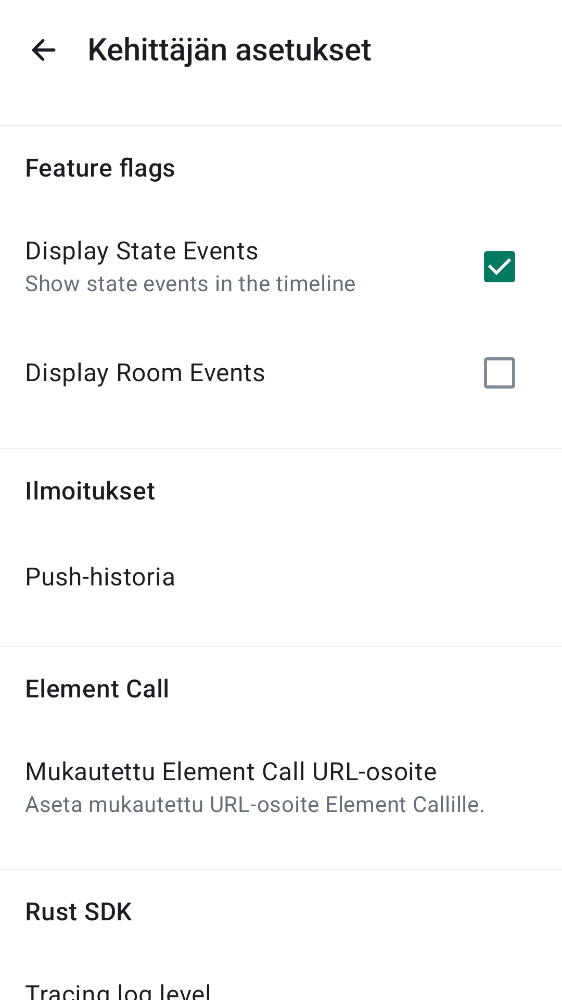 Kehittäjän asetukset
Feature flags
Display State Events
Show state events in the timeline
Display Room Events
Ilmoitukset
Push-historia
Element Call
Mukautettu Element Call URL-osoite
Aseta mukautettu URL-osoite Element Callille.
Rust SDK
Tracing log level